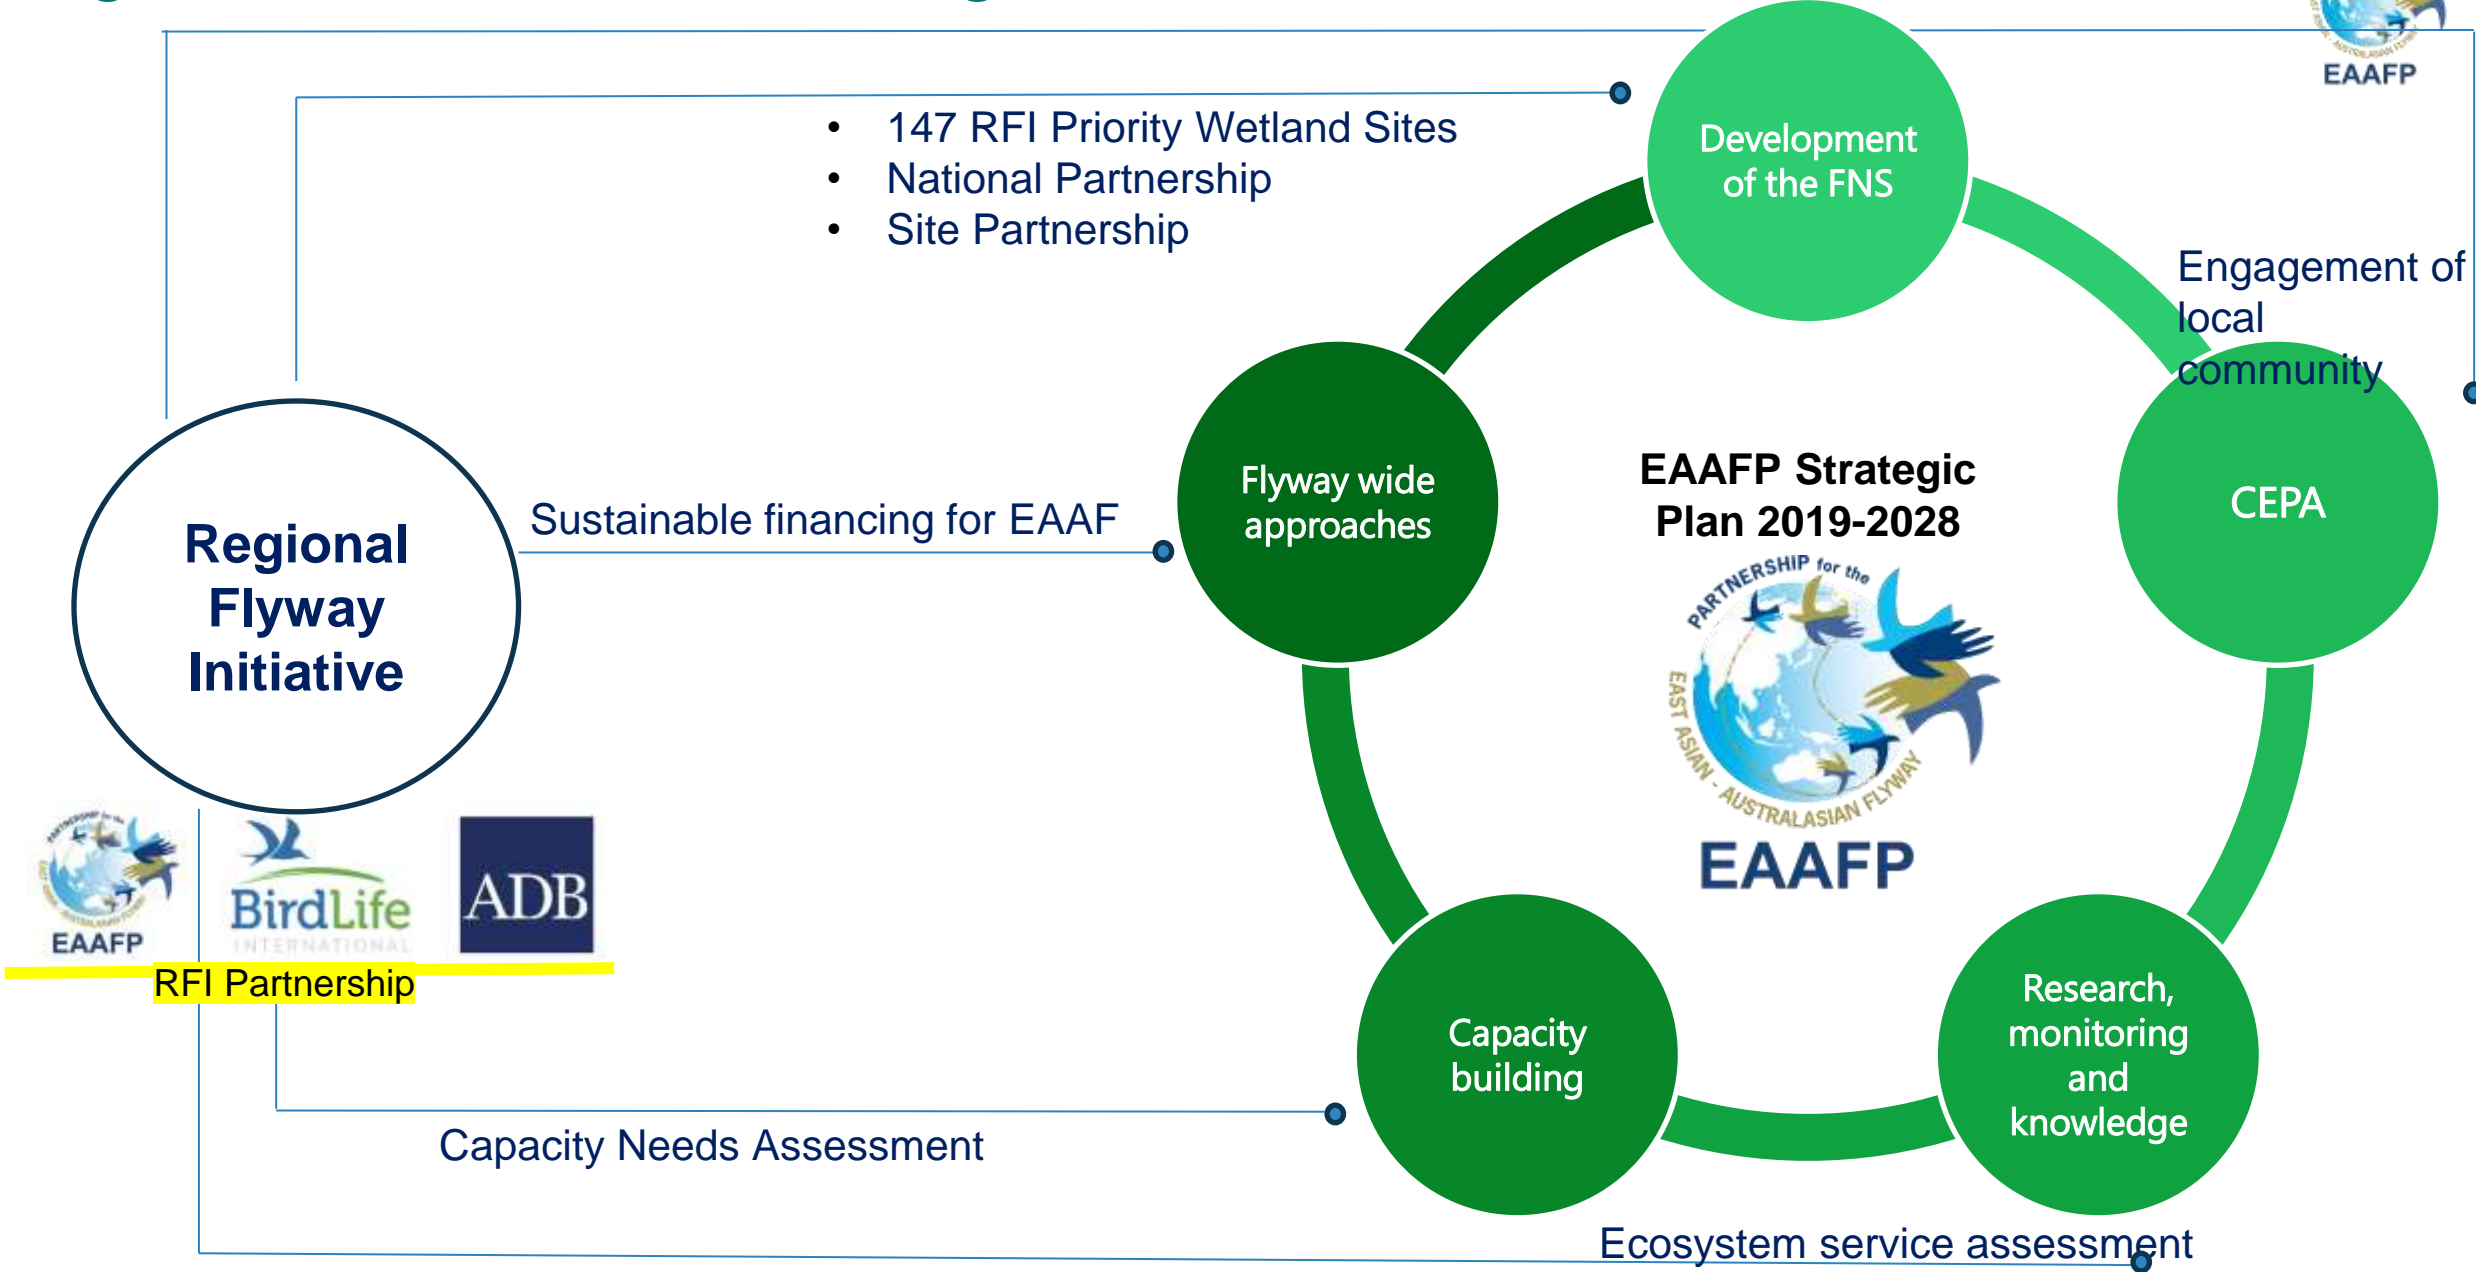 EAAFP
• 147 RFI Priority Wetland Sites
• National Partnership
• Site Partnership
Development
of the FNS
Engagement of
local
community
Flyway wide
approaches
EAAFP Strategic
Plan 2019-2028
CEPA
Sustainable financing for EAAF
Regional
Flyway
Initiative
PARTNERSHIP for the
EAST ASIAN - AUSTRALASIAN FLYWAY
EAAFP
EAAFP
BirdLife
INTERNATIONAL
ADB
RFI Partnership
Capacity
building
Research,
monitoring
and
knowledge
Capacity Needs Assessment
Ecosystem service assessment